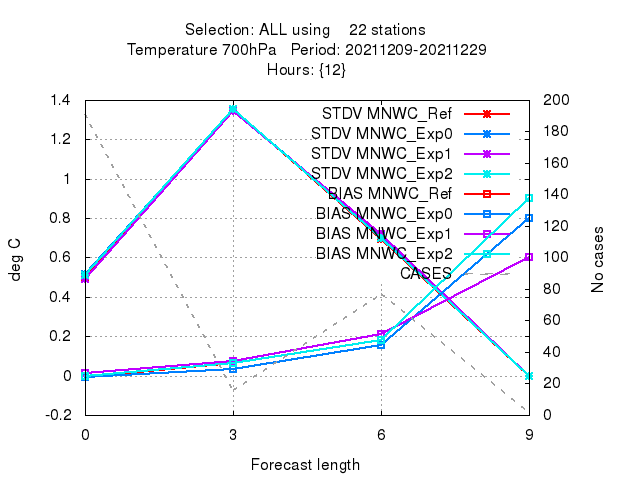 Selection: ALL using 22 stations
Temperature 700hPa Period: 20211209-20211229
Hours: {12}
STDV MNWC_Ref
STDV MNWC_Exp0
STDV MNWC_Exp1
STDV MNWC_Exp2
BIAS MNWC_Ref
BIAS MNWC_Exp0
BIAS MNWC_Exp1
BIAS MNWC_Exp2
CASES
deg C
1.4
1.2
1
0.8
0.6
0.4
0.2
0
-0.2
No cases
200
180
160
140
120
100
80
60
40
20
0
0 3 6 9
Forecast length